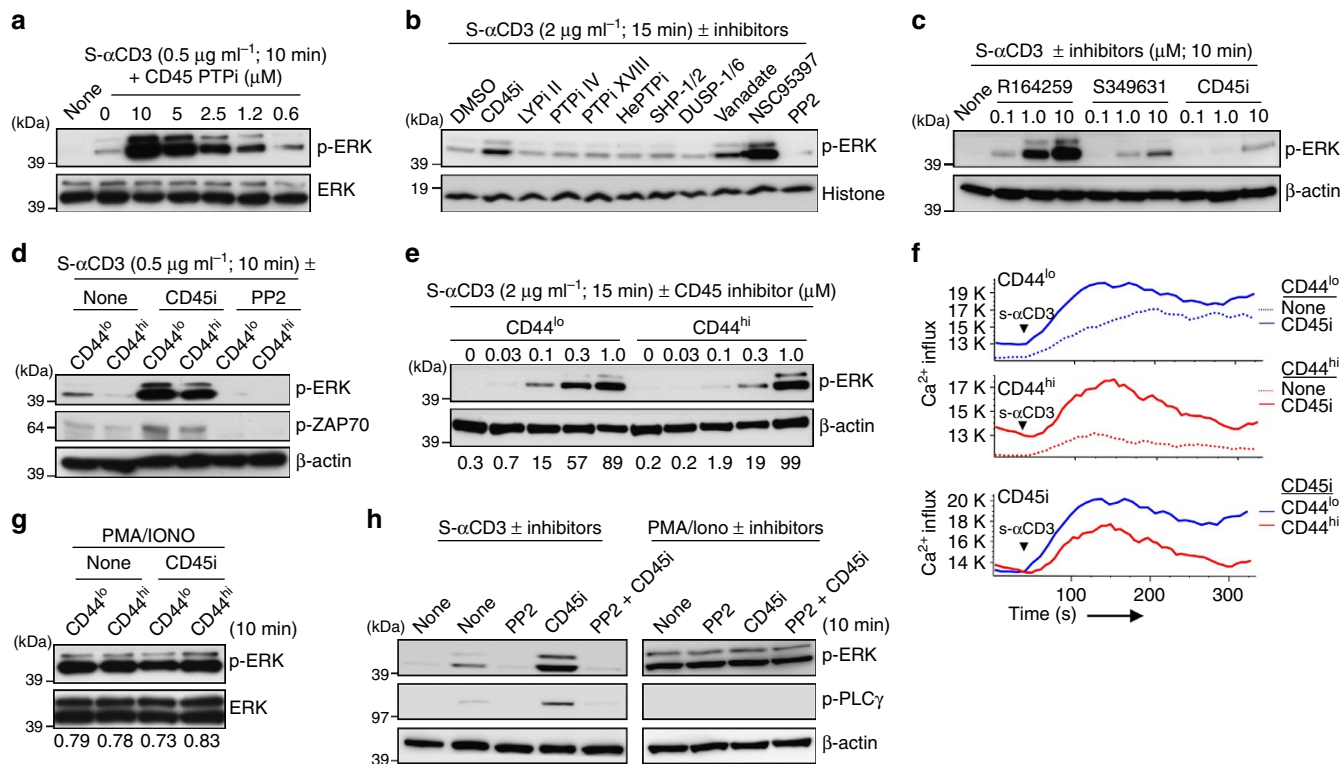 a
S-αCD3 (0.5 μg ml⁻¹; 10 min)
+ CD45 PTPi (μM)
None
0 10 5 2.5 1.2 0.6
(kDa)
p-ERK
39
ERK
39
b
S-αCD3 (2 μg ml⁻¹; 15 min) ± inhibitors
DMSO CD45i LYPi II PTPi IV PTPi XVIII HePTPi SHP-1/2 DUSP-1/6 Vanadate NSC95397 PP2
(kDa)
p-ERK
39
19
Histone
c
S-αCD3 ± inhibitors (μM; 10 min)
None R164259 S349631 CD45i
0.1 1.0 10 0.1 1.0 10 0.1 1.0 10
(kDa)
p-ERK
39
β-actin
39
d
S-αCD3 (0.5 μg ml⁻¹; 10 min) ±
None CD45i PP2
CD44lo CD44hi CD44lo CD44hi CD44lo CD44hi
(kDa)
p-ERK
39
64
p-ZAP70
β-actin
39
e
S-αCD3 (2 μg ml⁻¹; 15 min) ± CD45 inhibitor (μM)
CD44lo CD44hi
0 0.03 0.1 0.3 1.0 0 0.03 0.1 0.3 1.0
(kDa)
p-ERK
39
β-actin
39
0.3 0.7 15 57 89 0.2 0.2 1.9 19 99
f
CD44lo
s-αCD3
19 K
17 K
15 K
13 K
CD44lo
None
CD45i
Ca2+ influx
CD44hi
s-αCD3
17 K
15 K
13 K
CD44hi
None
CD45i
CD45i
s-αCD3
20 K
18 K
16 K
14 K
Ca2+ influx
CD45i
CD44lo
CD44hi
100 200 300
Time (s)
g
PMA/IONO
None CD45i
CD44lo CD44hi CD44lo CD44hi
(10 min)
(kDa)
p-ERK
39
ERK
39
0.79 0.78 0.73 0.83
h
S-αCD3 ± inhibitors PMA/Iono ± inhibitors
None None PP2 CD45i PP2 + CD45i None PP2 CD45i PP2 + CD45i
(10 min)
(kDa)
p-ERK
39
p-PLCγ
97
β-actin
39